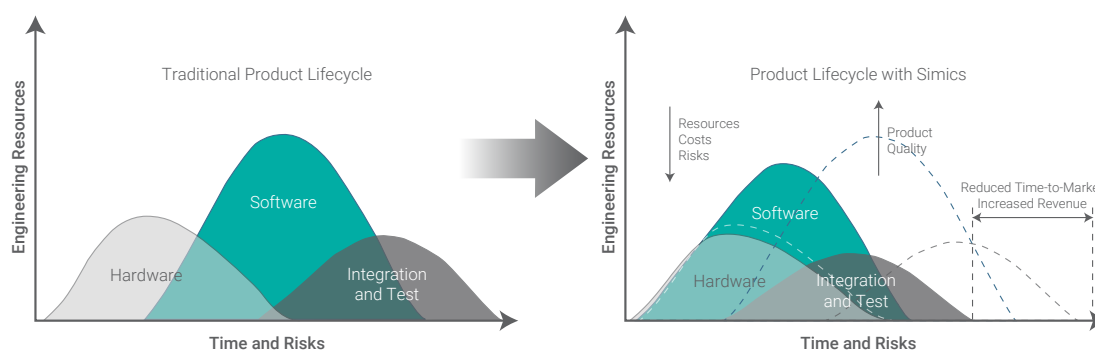 Traditional Product Lifecycle
Engineering Resources
Software
Hardware
Integration
and Test
Time and Risks
Product Lifecycle with Simics
Engineering Resources
Resources
Costs
Risks
Product
Quality
Reduced Time-to-Marke
Increased Revenue
Software
Hardware
Integration
and Test
Time and Risks